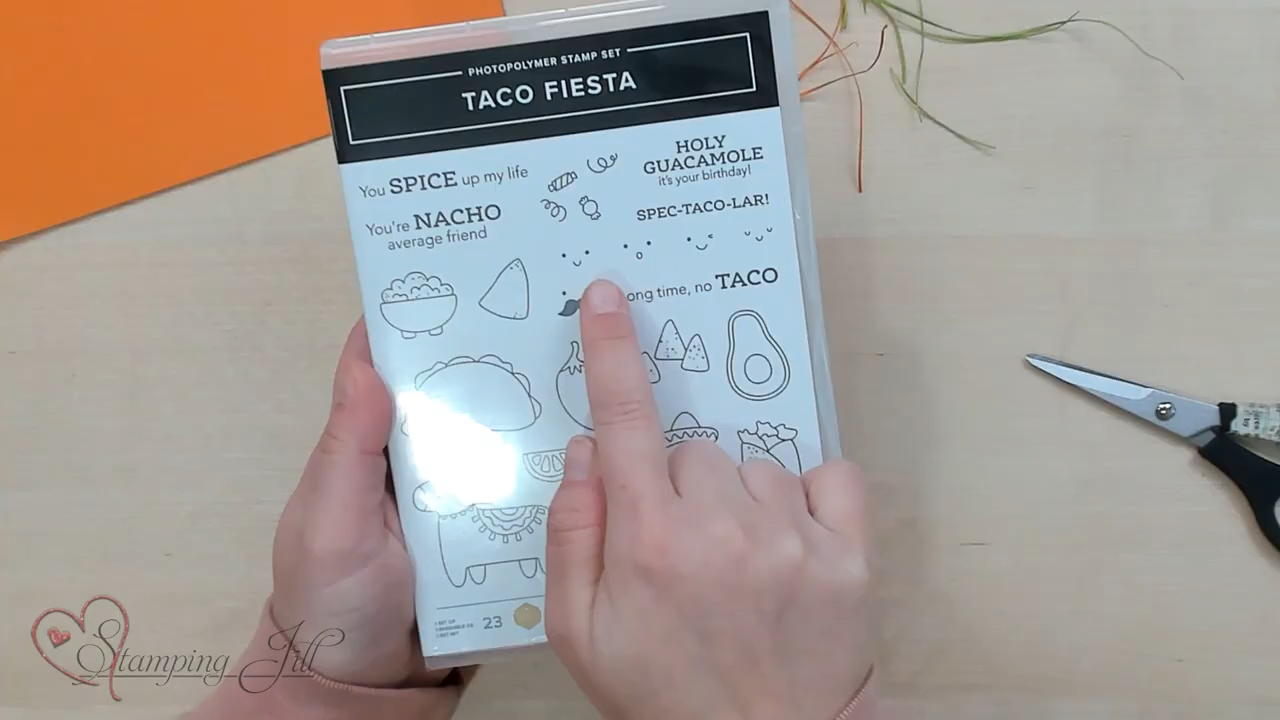 PHOTOPOLYMER STAMP SET
TACO FIESTA
You SPICE up my life
HOLY
GUACAMOLE
it's your birthday!
You're NACHO
average friend
SPEC-TACO-LAR!
ong time, no TACO
23
Stamping Jill